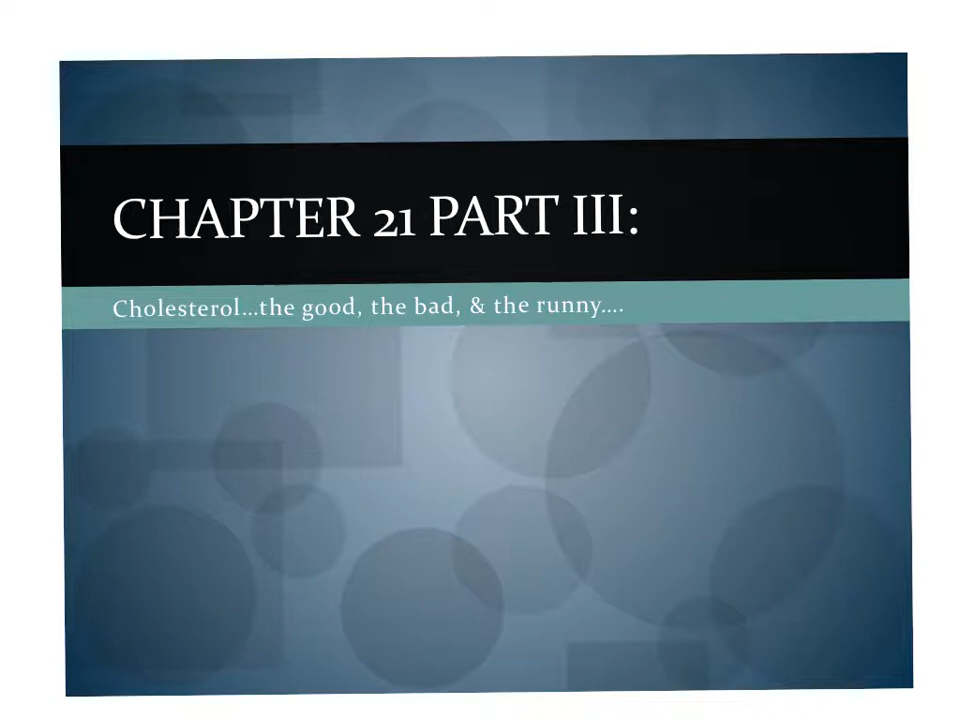 CHAPTER 21 PART III:
Cholesterol...the good, the bad, & the runny....